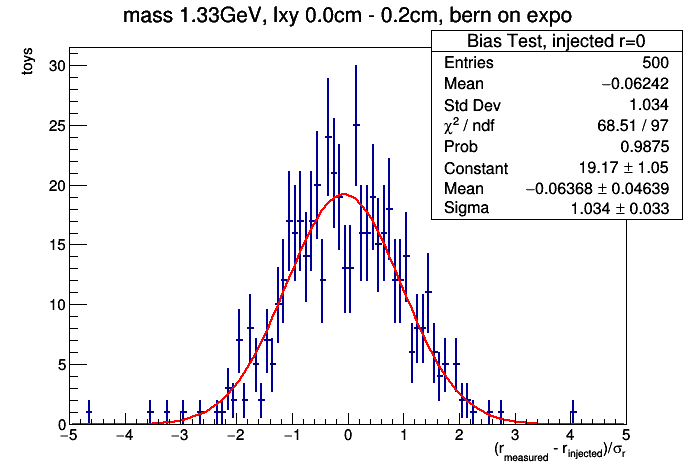 mass 1.33GeV, lxy 0.0cm - 0.2cm, bern on expo
toys
Bias Test, injected r=0
Entries 500
Mean −0.06242
Std Dev 1.034
χ² / ndf 68.51 / 97
Prob 0.9875
Constant 19.17 ± 1.05
Mean −0.06368 ± 0.04639
Sigma 1.034 ± 0.033
30
25
20
15
10
5
0
−5 −4 −3 −2 −1 0 1 2 3 4 5
(r_measured - r_injected)/σ_r